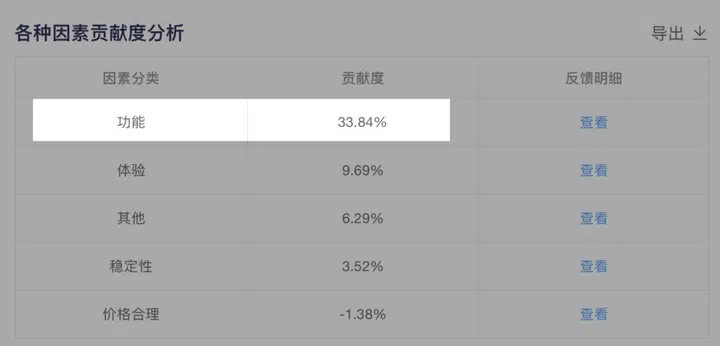 各种因素贡献度分析 导出
因素分类 贡献度 反馈明细
功能 33.84% 查看
体验 9.69% 查看
其他 6.29% 查看
稳定性 3.52% 查看
价格合理 -1.38% 查看